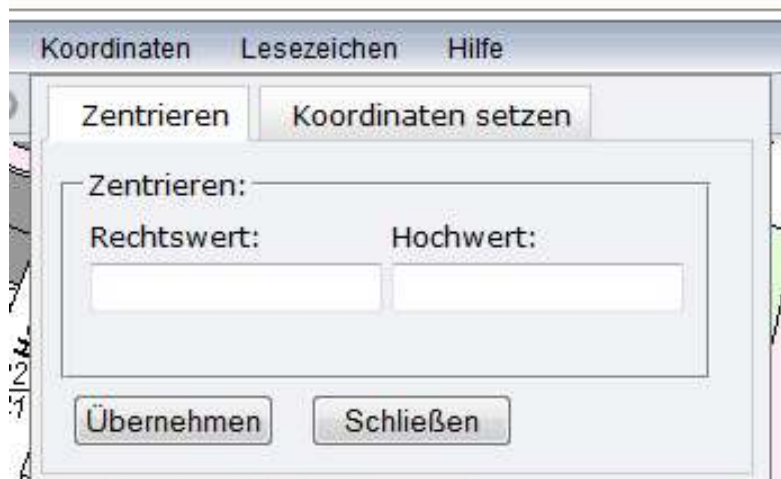 Koordinaten Lesezeichen Hilfe
Zentrieren Koordinaten setzen
Zentrieren:
Rechtswert: Hochwert:
Übernehmen Schließen